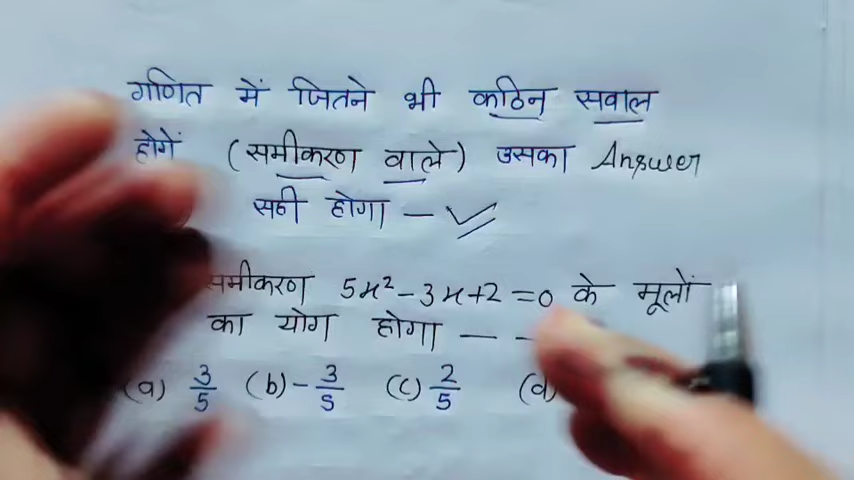 गणित में जितने भी कठिन सवाल
होगें (समीकरण वाले) उसका Answer
सही होगा —
समीकरण 5x² - 3x + 2 = 0 के मूलों
का योग होगा — -
(a) 3/5 (b) - 3/5 (c) 2/5 (d)